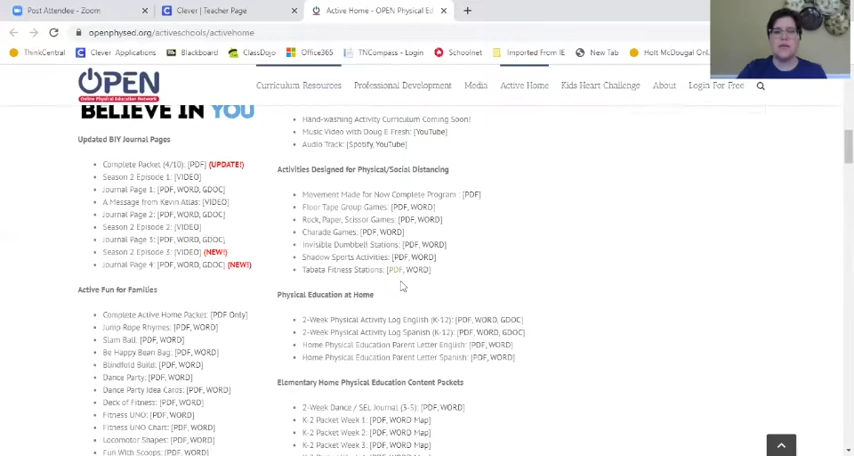 Post Attendee - Zoom
Clever | Teacher Page
Active Home - OPEN Physical Ed
openphysed.org/activeschools/activehome
ThinkCentral
Clever Applications
Blackboard
ClassDojo
Office365
TNCompass - Login
Schoolnet
Imported From IE
New Tab
Holt McDougal Onl...
OPEN
Online Physical Education Network
Curriculum Resources
Professional Development
Media
Active Home
Kids Heart Challenge
About
Login For Free
BELIEVE IN YOU
Updated BIY Journal Pages
Complete Packet (4/10): [PDF] (UPDATE!)
Season 2 Episode 1: [VIDEO]
Journal Page 1: [PDF, WORD, GDOC]
A Message from Kevin Atlas: [VIDEO]
Journal Page 2: [PDF, WORD, GDOC]
Season 2 Episode 2: [VIDEO]
Journal Page 3: [PDF, WORD, GDOC]
Season 2 Episode 3: [VIDEO] (NEW!)
Journal Page 4: [PDF, WORD, GDOC] (NEW!)
Active Fun for Families
Complete Active Home Packet: [PDF Only]
Jump Rope Rhymes: [PDF, WORD]
Slam Ball: [PDF, WORD]
Be Happy Bean Bag: [PDF, WORD]
Blindfold Build: [PDF, WORD]
Dance Party: [PDF, WORD]
Dance Party Idea Cards: [PDF, WORD]
Deck of Fitness: [PDF, WORD]
Fitness UNO: [PDF, WORD]
Fitness UNO Chart: [PDF, WORD]
Locomotor Shapes: [PDF, WORD]
Fun With Scoops: [PDF, WORD]
Hand-washing Activity Curriculum Coming Soon!
Music Video with Doug E Fresh: [YouTube]
Audio Track: [Spotify, YouTube]
Activities Designed for Physical/Social Distancing
Movement Made for Now Complete Program : [PDF]
Floor Tape Group Games: [PDF, WORD]
Rock, Paper, Scissor Games: [PDF, WORD]
Charade Games: [PDF, WORD]
Invisible Dumbbell Stations: [PDF, WORD]
Shadow Sports Activities: [PDF, WORD]
Tabata Fitness Stations: [PDF, WORD]
Physical Education at Home
2-Week Physical Activity Log English (K-12): [PDF, WORD, GDOC]
2-Week Physical Activity Log Spanish (K-12): [PDF, WORD, GDOC]
Home Physical Education Parent Letter English: [PDF, WORD]
Home Physical Education Parent Letter Spanish: [PDF, WORD]
Elementary Home Physical Education Content Packets
2-Week Dance / SEL Journal (3-5): [PDF, WORD]
K-2 Packet Week 1: [PDF, WORD Map]
K-2 Packet Week 2: [PDF, WORD Map]
K-2 Packet Week 3: [PDF, WORD Map]